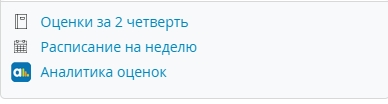 Оценки за 2 четверть
Расписание на неделю
Аналитика оценок